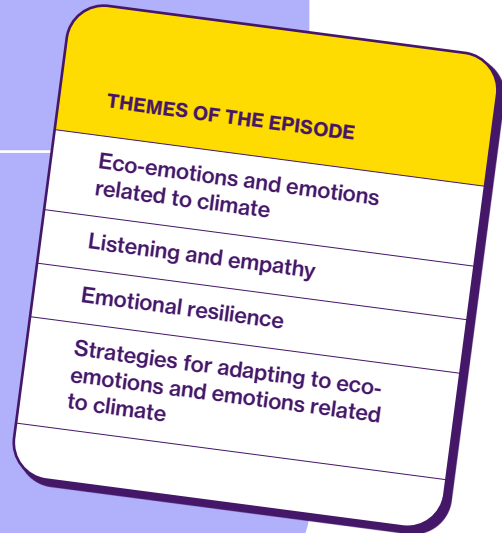 THEMES OF THE EPISODE
Eco-emotions and emotions
related to climate
Listening and empathy
Emotional resilience
Strategies for adapting to eco-
emotions and emotions related
to climate